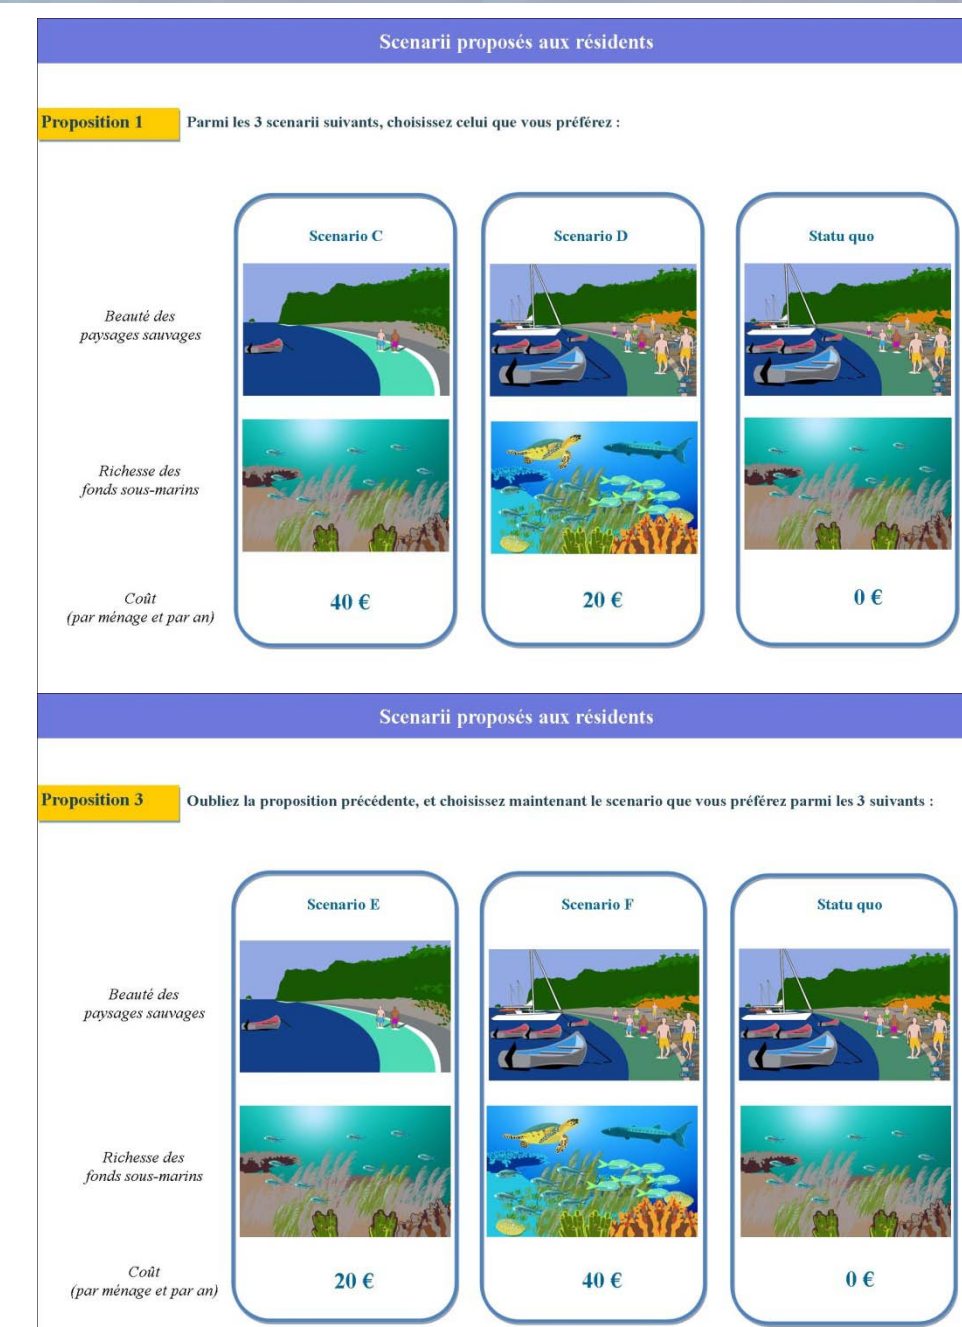 Scenarii proposés aux résidents
Proposition 1 Parmi les 3 scenarii suivants, choisissez celui que vous préférez :
Scenario C Scenario D Statu quo
Beauté des
paysages sauvages
Richesse des
fonds sous-marins
Coût
(par ménage et par an)
40 € 20 € 0 €
Scenarii proposés aux résidents
Proposition 3 Oubliez la proposition précédente, et choisissez maintenant le scenario que vous préférez parmi les 3 suivants :
Scenario E Scenario F Statu quo
Beauté des
paysages sauvages
Richesse des
fonds sous-marins
Coût
(par ménage et par an)
20 € 40 € 0 €